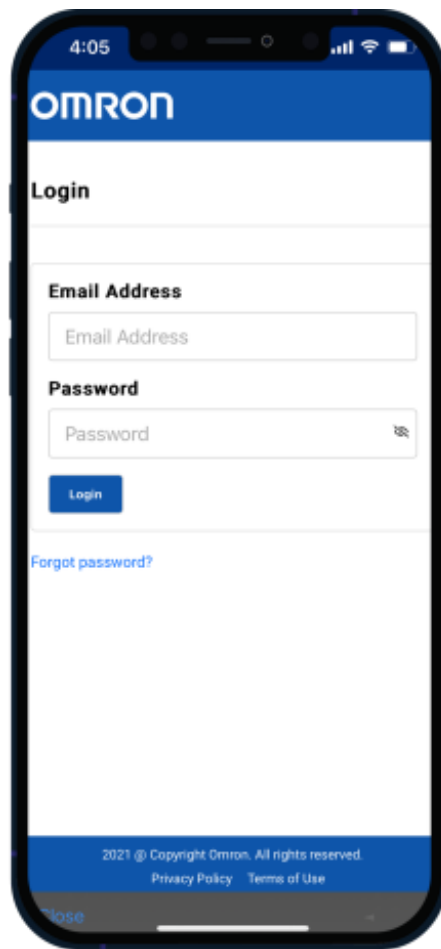 4:05
OMRON
Login
Email Address
Email Address
Password
Password
Login
Forgot password?
2021 @ Copyright Omron. All rights reserved.
Privacy Policy Terms of Use
Close